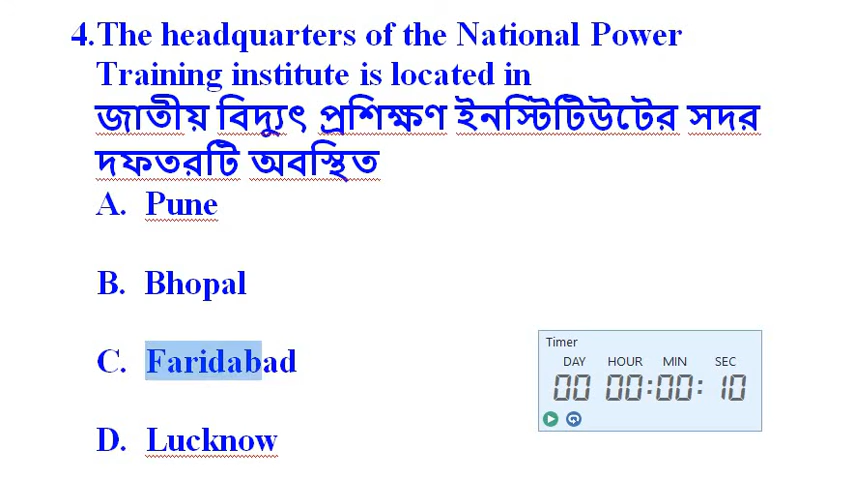 4.The headquarters of the National Power
Training institute is located in
জাতীয় বিদ্যুৎ প্রশিক্ষণ ইনস্টিটিউটের সদর
দফতরটি অবস্থিত
A. Pune
B. Bhopal
C. Faridabad
D. Lucknow
Timer
DAY HOUR MIN SEC
00 00:00: 10